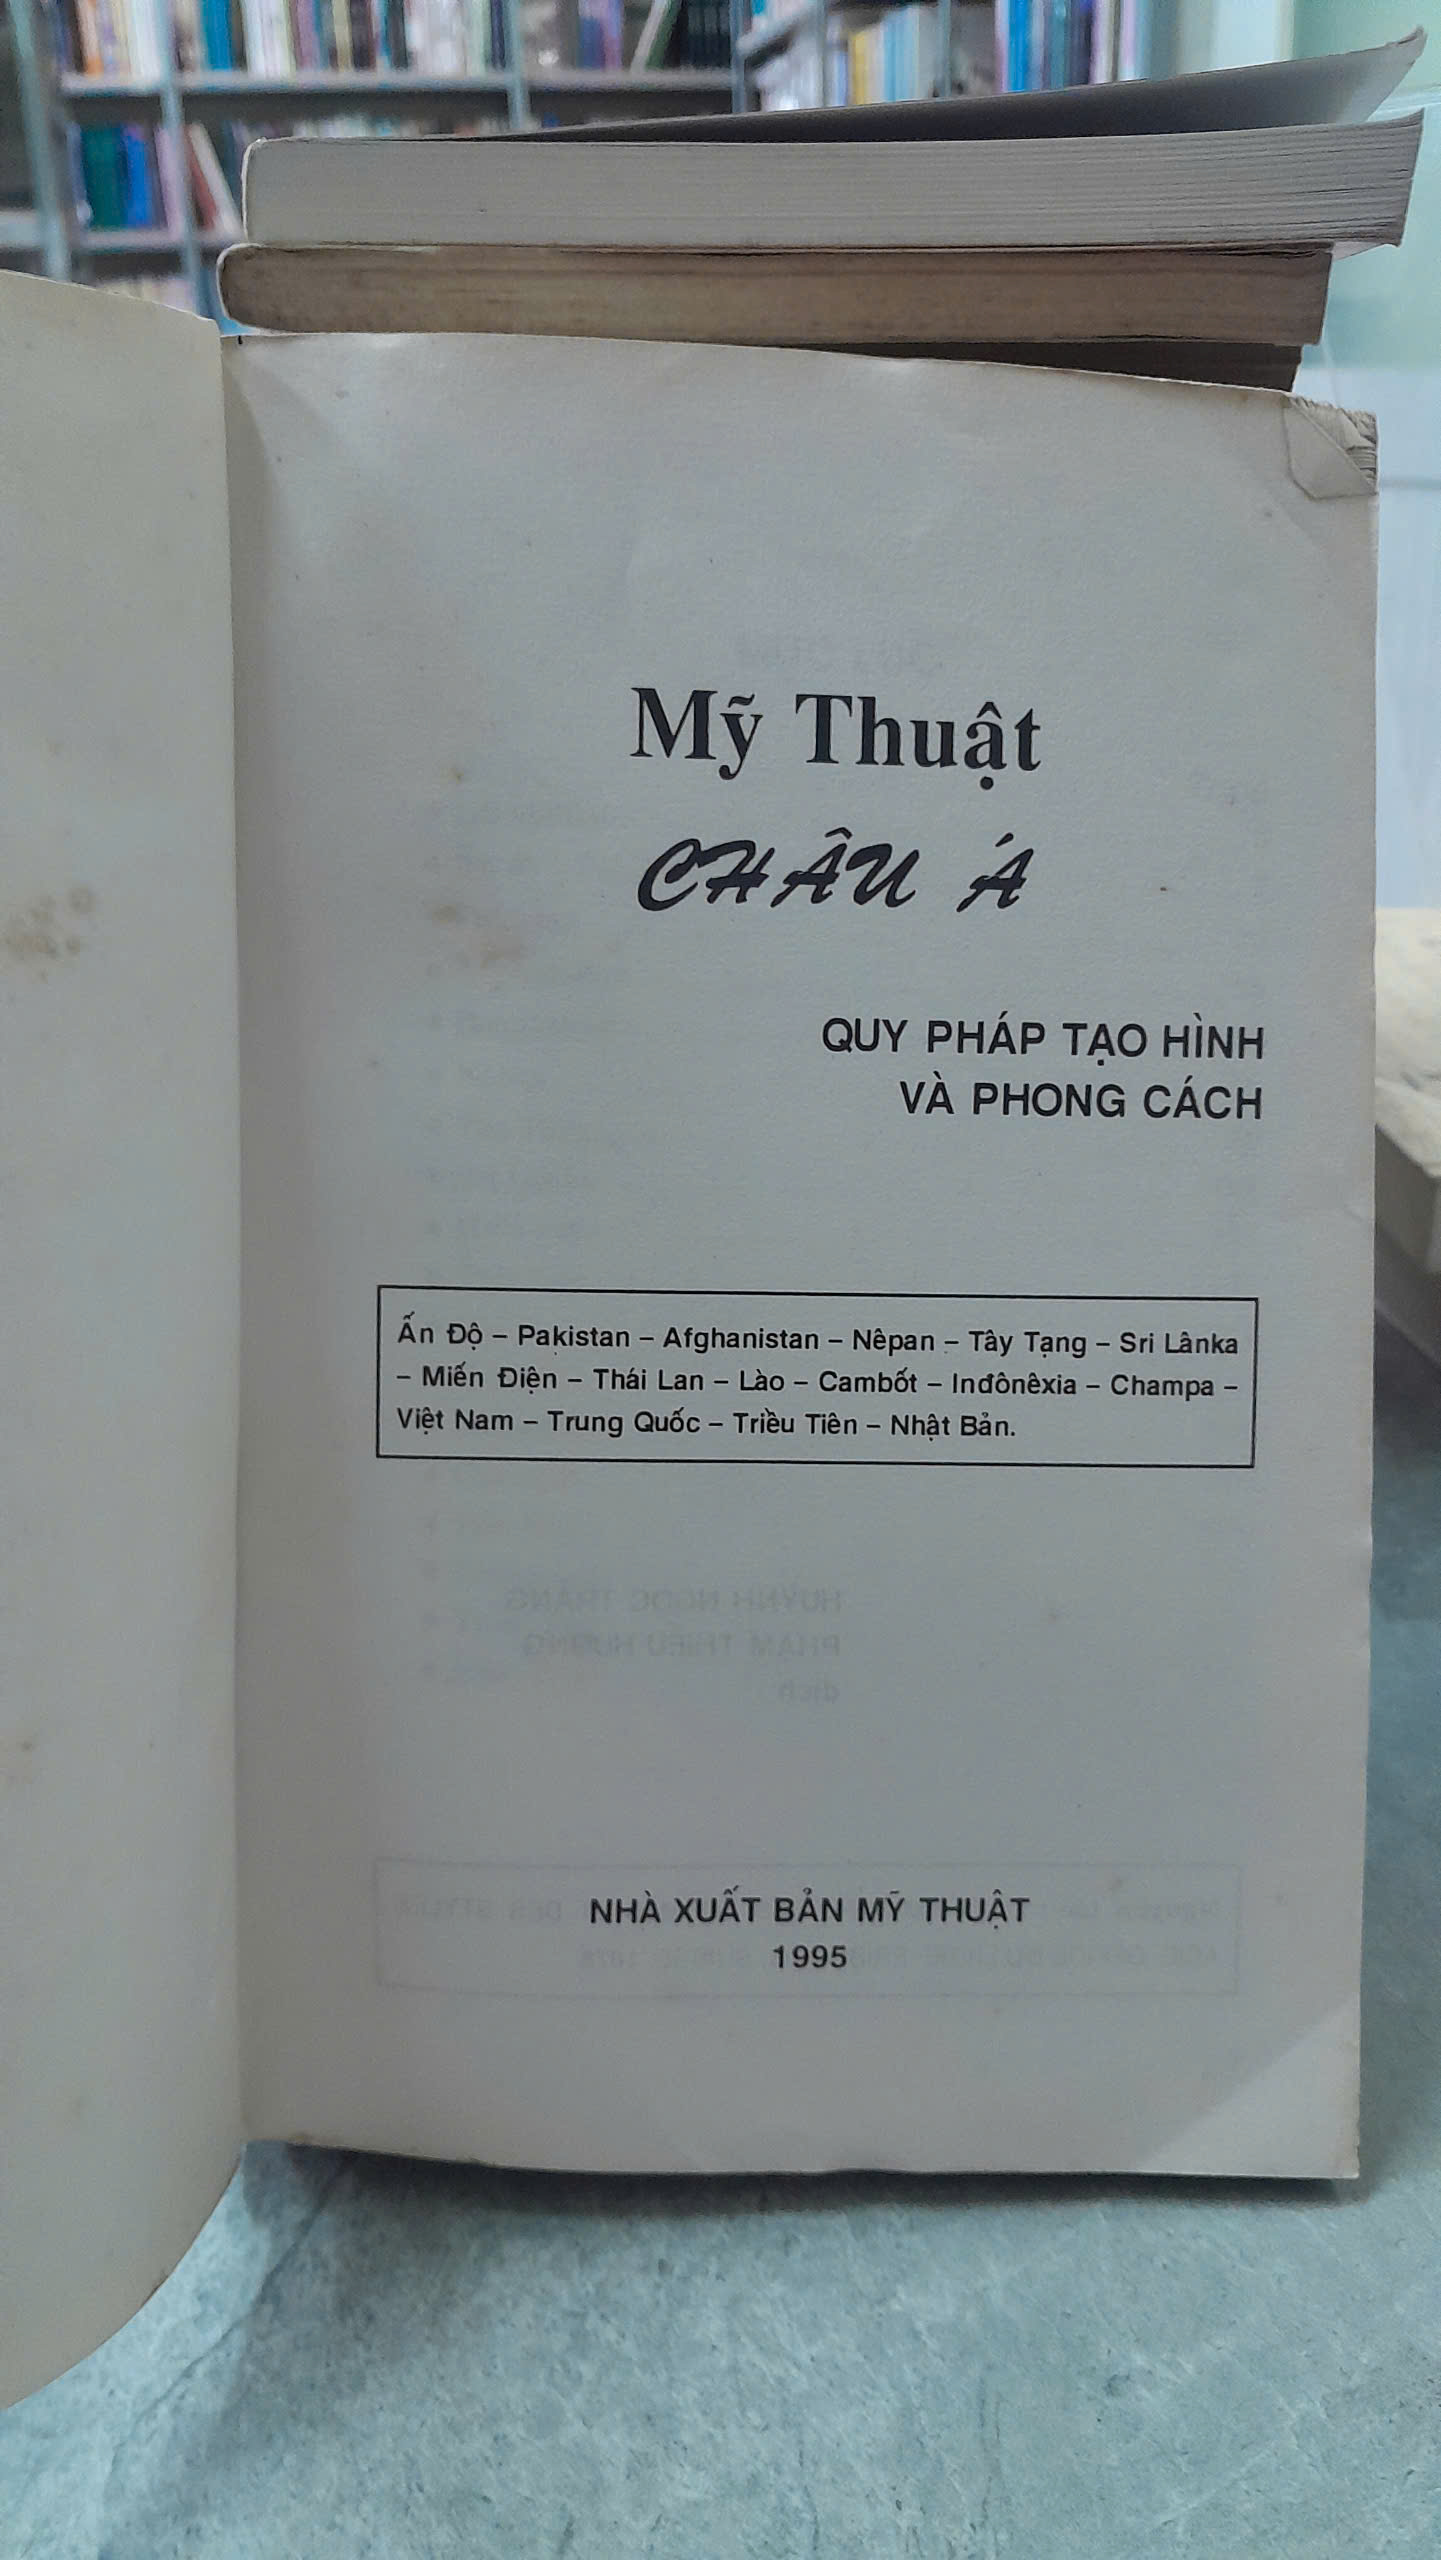 Mỹ Thuật
CHÂU Á
QUY PHÁP TẠO HÌNH
VÀ PHONG CÁCH
Ấn Độ – Pakistan – Afghanistan – Nêpan – Tây Tạng – Sri Lânka
– Miến Điện – Thái Lan – Lào – Cambốt – Inđônêxia – Champa –
Việt Nam – Trung Quốc – Triều Tiên – Nhật Bản.
NHÀ XUẤT BẢN MỸ THUẬT
1995